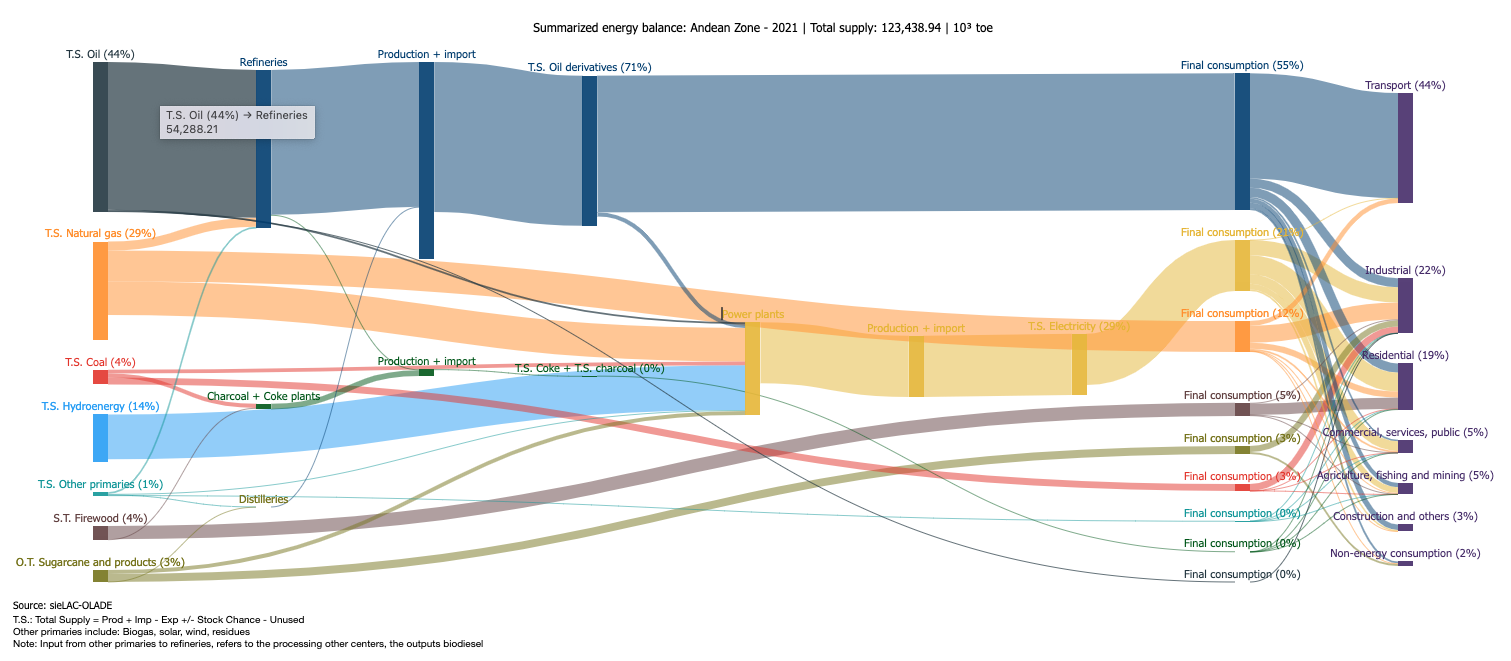 Summarized energy balance: Andean Zone - 2021 | Total supply: 123,438.94 | 10³ toe
T.S. Oil (44%)
Refineries
Production + import
T.S. Oil derivatives (71%)
Final consumption (55%)
Transport (44%)
T.S. Oil (44%) → Refineries
54,288.21
T.S. Natural gas (29%)
Final consumption (21%)
Industrial (22%)
Power plants
Production + import
T.S. Electricity (29%)
Final consumption (12%)
T.S. Coal (4%)
Production + import
T.S. Coke + T.S. charcoal (0%)
Residential (19%)
Charcoal + Coke plants
Final consumption (5%)
T.S. Hydroenergy (14%)
Final consumption (3%)
Commercial, services, public (5%)
T.S. Other primaries (1%)
Final consumption (3%)
Agriculture, fishing and mining (5%)
Distilleries
Final consumption (0%)
Construction and others (3%)
S.T. Firewood (4%)
Final consumption (0%)
Non-energy consumption (2%)
O.T. Sugarcane and products (3%)
Final consumption (0%)
Source: sieLAC-OLADE
T.S.: Total Supply = Prod + Imp - Exp +/- Stock Chance - Unused
Other primaries include: Biogas, solar, wind, residues
Note: Input from other primaries to refineries, refers to the processing other centers, the outputs biodiesel